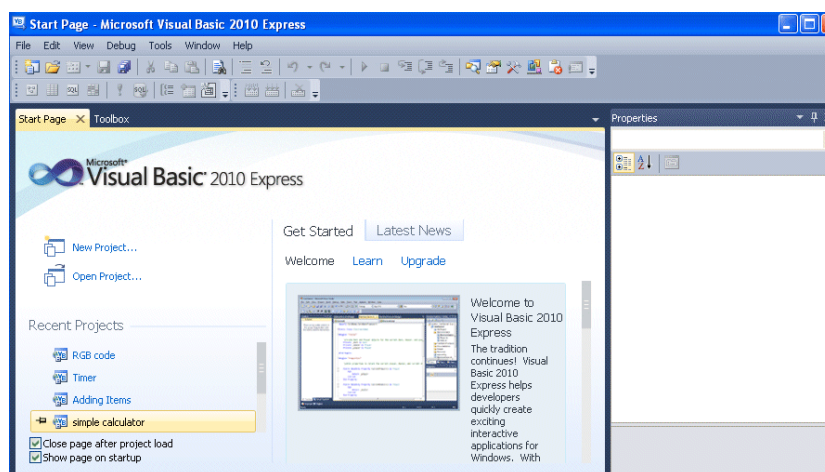 Start Page - Microsoft Visual Basic 2010 Express
File Edit View Debug Tools Window Help
Start Page Toolbox
Properties
Microsoft
Visual Basic 2010 Express
Get Started Latest News
New Project...
Open Project...
Welcome Learn Upgrade
Recent Projects
RGB code
Timer
Adding Items
simple calculator
Close page after project load
Show page on startup
Welcome to
Visual Basic 2010
Express
The tradition
continues! Visual
Basic 2010
Express helps
developers
quickly create
exciting
interactive
applications for
Windows. With